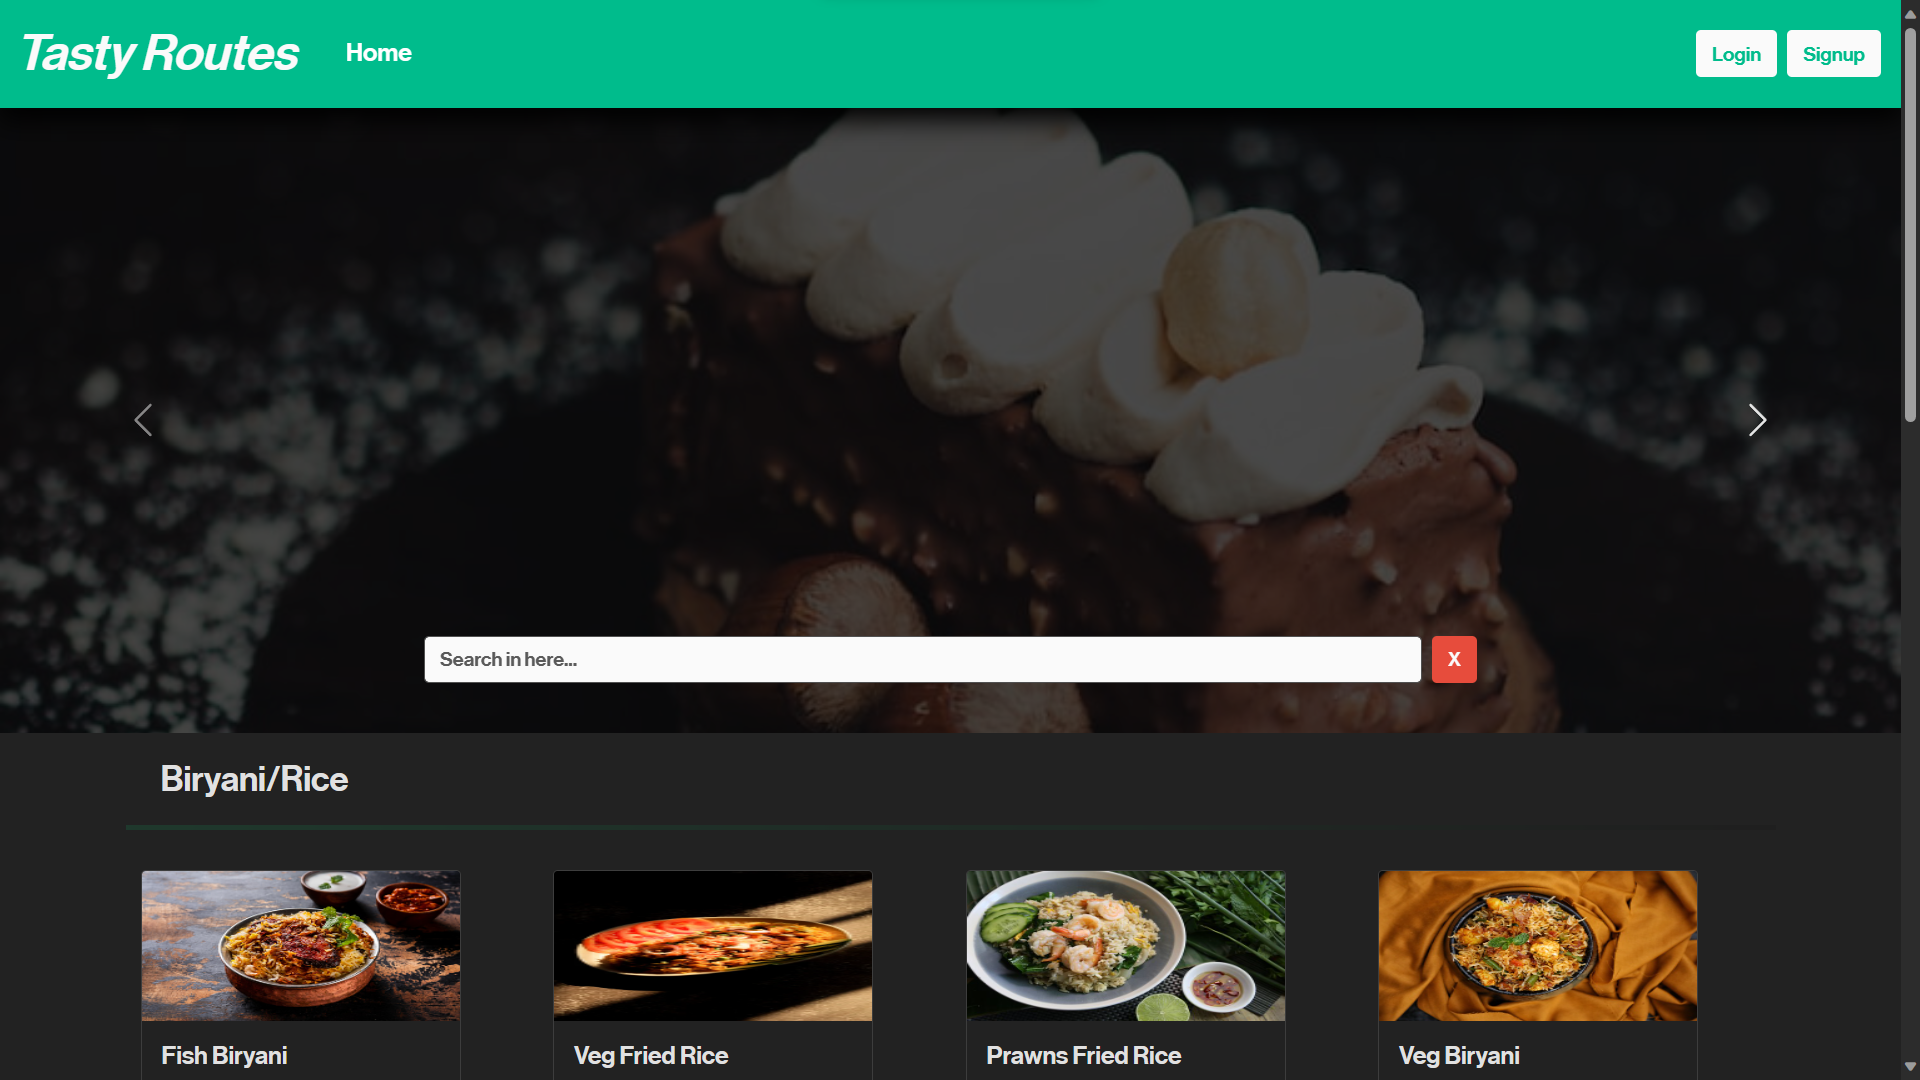 Tasty Routes
Home
Login
Signup
Search in here...
X
Biryani/Rice
Fish Biryani
Veg Fried Rice
Prawns Fried Rice
Veg Biryani